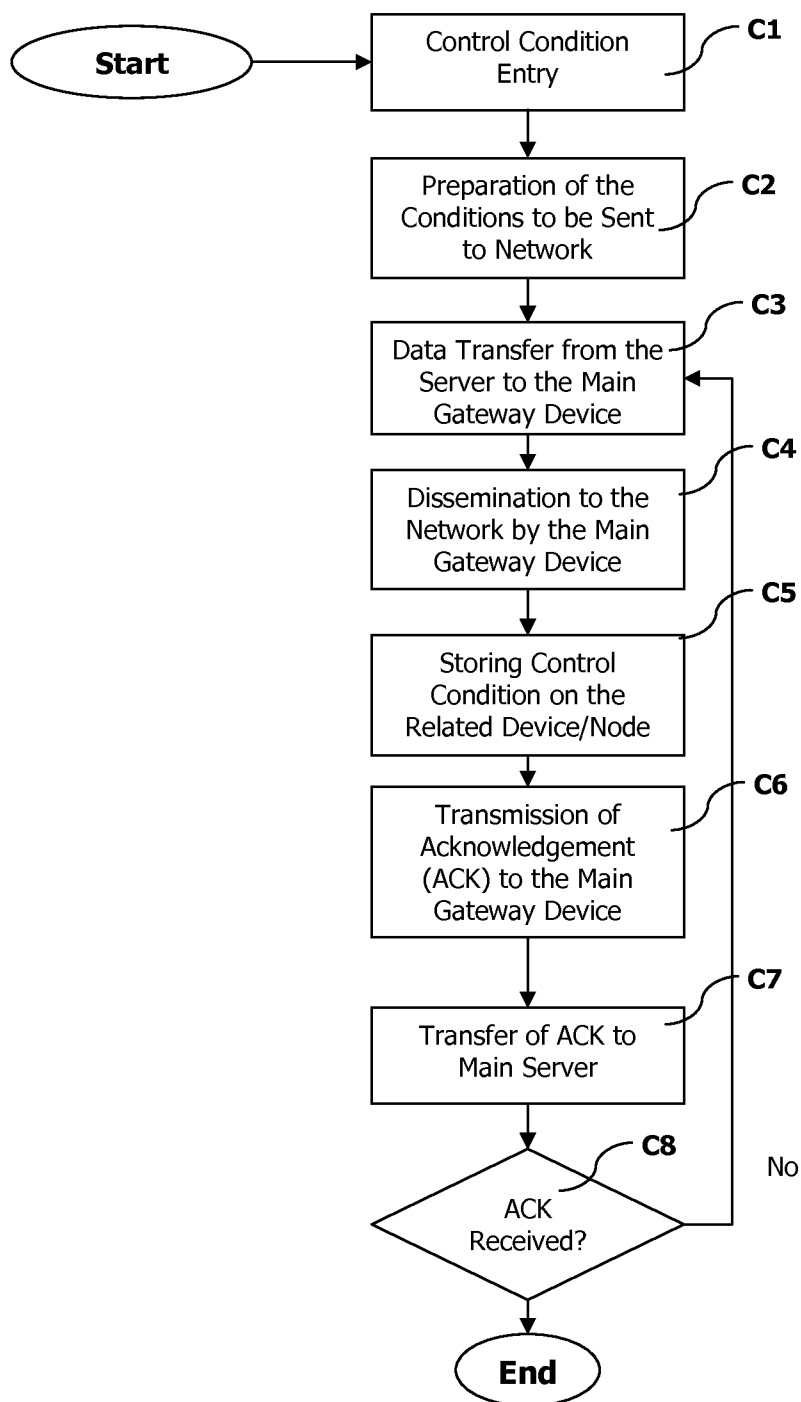 Start
Control Condition
Entry
C1
Preparation of the
Conditions to be Sent
to Network
C2
Data Transfer from the
Server to the Main
Gateway Device
C3
Dissemination to the
Network by the Main
Gateway Device
C4
Storing Control
Condition on the
Related Device/Node
C5
Transmission of
Acknowledgement
(ACK) to the Main
Gateway Device
C6
Transfer of ACK to
Main Server
C7
ACK
Received?
C8
No
End